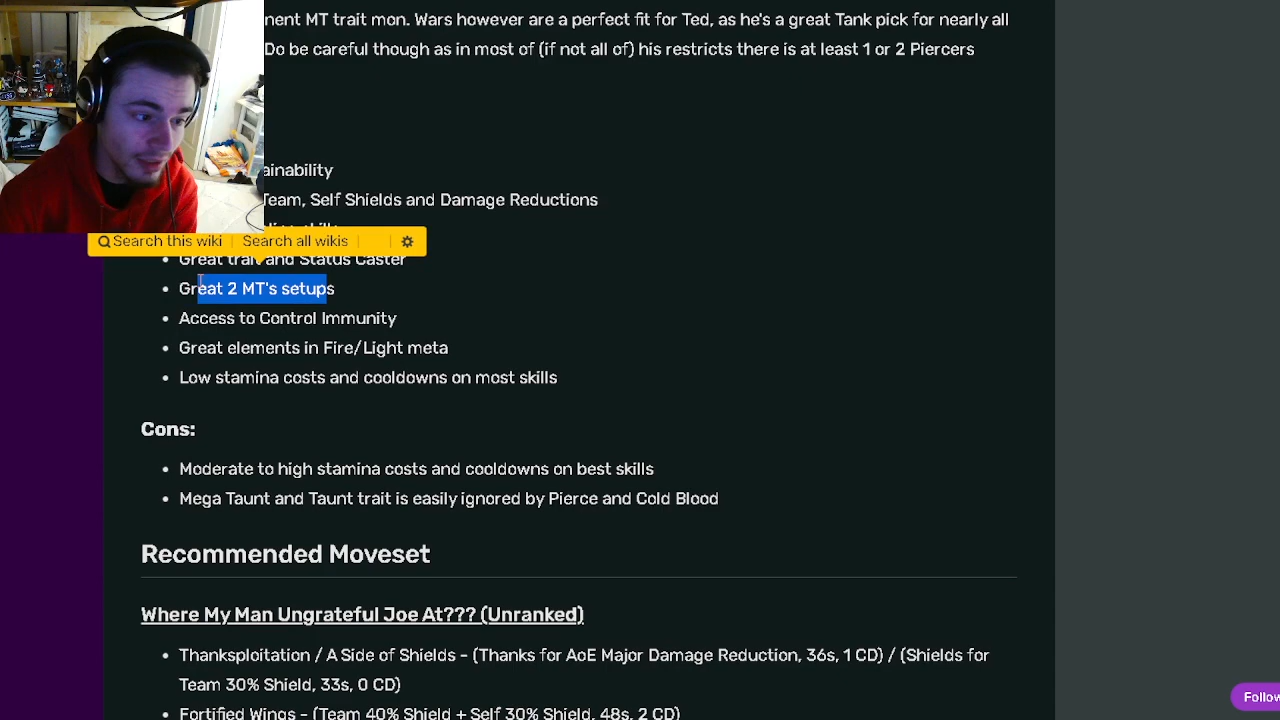 nent MT trait mon. Wars however are a perfect fit for Ted, as he's a great Tank pick for nearly all
Do be careful though as in most of (if not all of) his restricts there is at least 1 or 2 Piercers
ainability
Team, Self Shields and Damage Reductions
Search this wiki | Search all wikis
Great trait and Status Caster
Great 2 MT's setups
Access to Control Immunity
Great elements in Fire/Light meta
Low stamina costs and cooldowns on most skills
Cons:
Moderate to high stamina costs and cooldowns on best skills
Mega Taunt and Taunt trait is easily ignored by Pierce and Cold Blood
Recommended Moveset
Where My Man Ungrateful Joe At??? (Unranked)
Thanksploitation / A Side of Shields - (Thanks for AoE Major Damage Reduction, 36s, 1 CD) / (Shields for
Team 30% Shield, 33s, 0 CD)
Fortified Wings - (Team 40% Shield + Self 30% Shield, 48s, 2 CD)
Follow